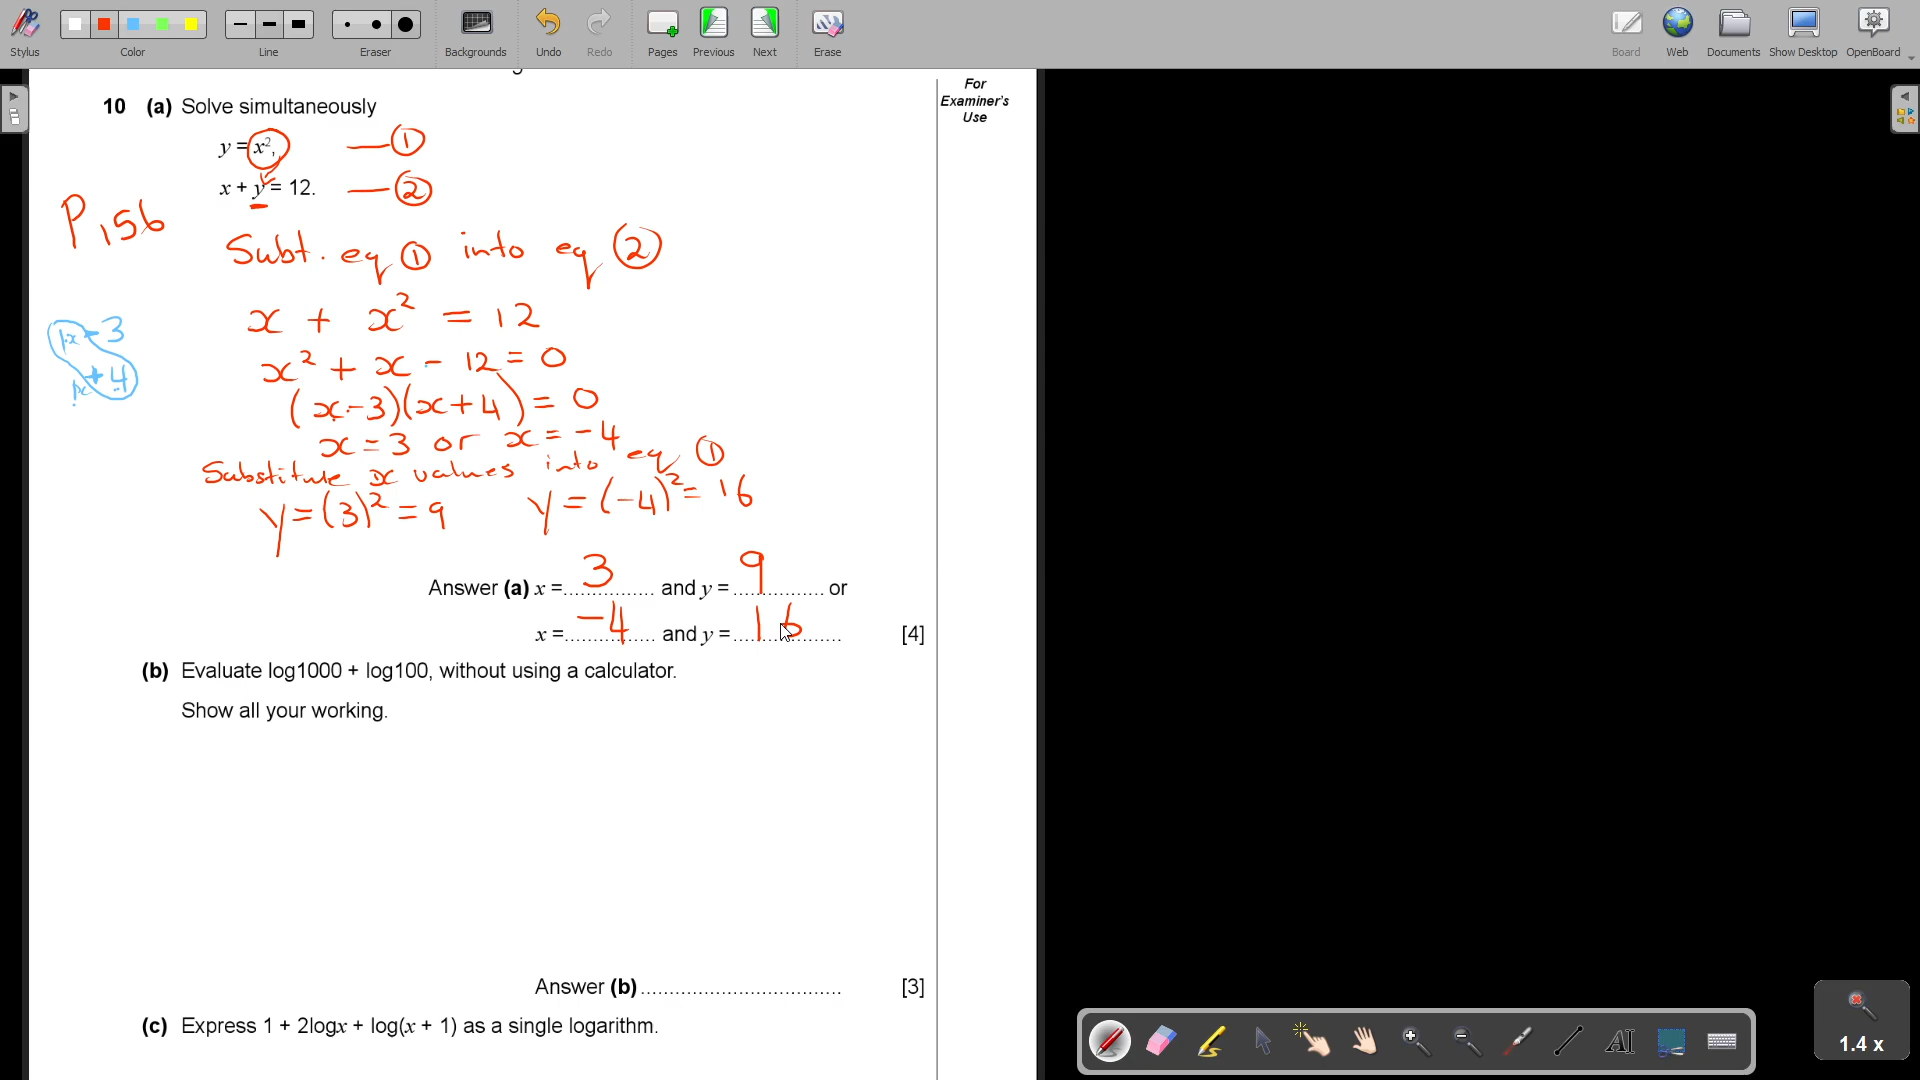 Stylus Color Line Eraser Backgrounds Undo Redo Pages Previous Next Erase Board Web Documents Show Desktop OpenBoard
For
Examiner's
Use
10 (a) Solve simultaneously
y = x², —①
x + y = 12. —②
P156
Subt. eq ① into eq ②
x + x² = 12
x² + x - 12 = 0
(x-3)(x+4) = 0
x = 3 or x = -4
Substitute x values into eq ①
y = (3)² = 9 y = (-4)² = 16
- 3
+ 4
Answer (a) x = 3 and y = 9 or
x = -4 and y = 16 [4]
(b) Evaluate log1000 + log100, without using a calculator.
Show all your working.
Answer (b) .................................. [3]
(c) Express 1 + 2logx + log(x + 1) as a single logarithm.
AI
1.4 x